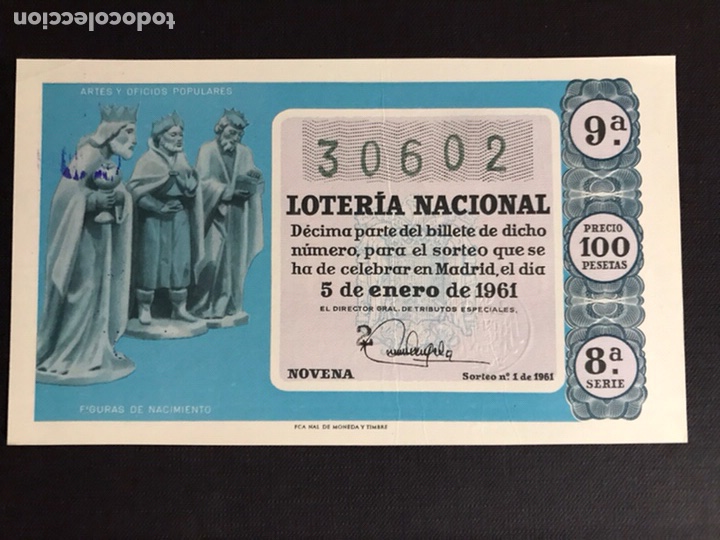 todocoleccion
ARTES Y OFICIOS POPULARES
30602
LOTERÍA NACIONAL
Décima parte del billete de dicho
número, para el sorteo que se
ha de celebrar en Madrid, el día
5 de enero de 1961
EL DIRECTOR GRAL. DE TRIBUTOS ESPECIALES,
NOVENA
Sorteo nº. 1 de 1961
9ª.
PRECIO
100
PESETAS
8ª.
SERIE
FIGURAS DE NACIMIENTO
FCA NAL DE MONEDA Y TIMBRE